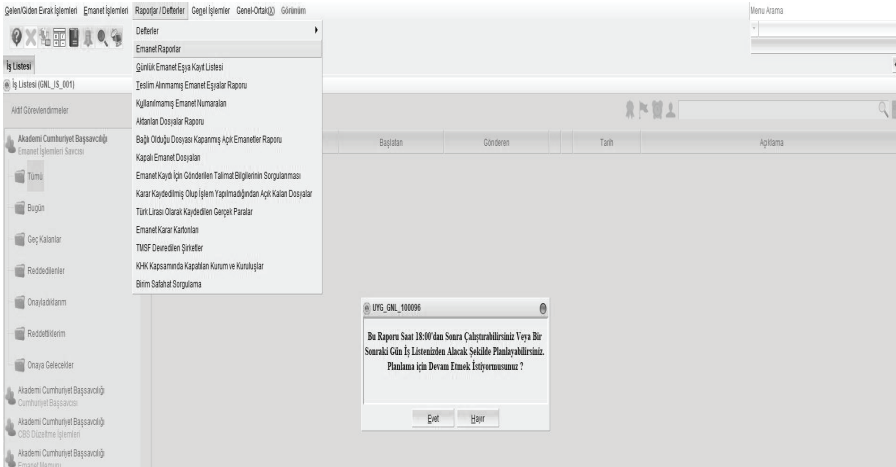 Gelen/Giden Evrak İşlemleri Emanet İşlemleri Raporlar / Defterler Genel İşlemler Genel-Ortak(X) Görünüm
Menu Arama
Defterler
Emanet Raporlar
Günlük Emanet Eşya Kayıt Listesi
Teslim Alınmamış Emanet Eşyalar Raporu
Kullanılmamış Emanet Numaraları
Aktarılan Dosyalar Raporu
Bağlı Olduğu Dosyası Kapanmış Açık Emanetler Raporu
Kapalı Emanet Dosyaları
Emanet Kaydı İçin Gönderilen Talimat Bilgilerinin Sorgulanması
Karar Kaydedilmiş Olup İşlem Yapılmadığından Açık Kalan Dosyalar
Türk Lirası Olarak Kaydedilen Gerçek Paralar
Emanet Karar Kartonları
TMSF Devredilen Şirketler
KHK Kapsamında Kapatılan Kurum ve Kuruluşlar
Birim Safahat Sorgulama
İş Listesi
İş Listesi (GNL_IS_001)
Aktif Görevlendirmeler
Başlatan Gönderen Tarih Açıklama
Akademi Cumhuriyet Başsavcılığı
Emanet İşlemleri Savcısı
Tümü
Bugün
Geç Kalanlar
Reddedilenler
Onayladıklarım
Reddettiklerim
Onaya Gelecekler
Akademi Cumhuriyet Başsavcılığı
Cumhuriyet Başsavcısı
Akademi Cumhuriyet Başsavcılığı
CBS Düzeltme İşlemleri
Akademi Cumhuriyet Başsavcılığı
Emanet Memuru
UYG_GNL_100096
Bu Raporu Saat 18:00'dan Sonra Çalıştırabilirsiniz Veya Bir
Sonraki Gün İş Listenizden Alacak Şekilde Planlayabilirsiniz.
Planlama için Devam Etmek İstiyormusunuz ?
Evet Hayır